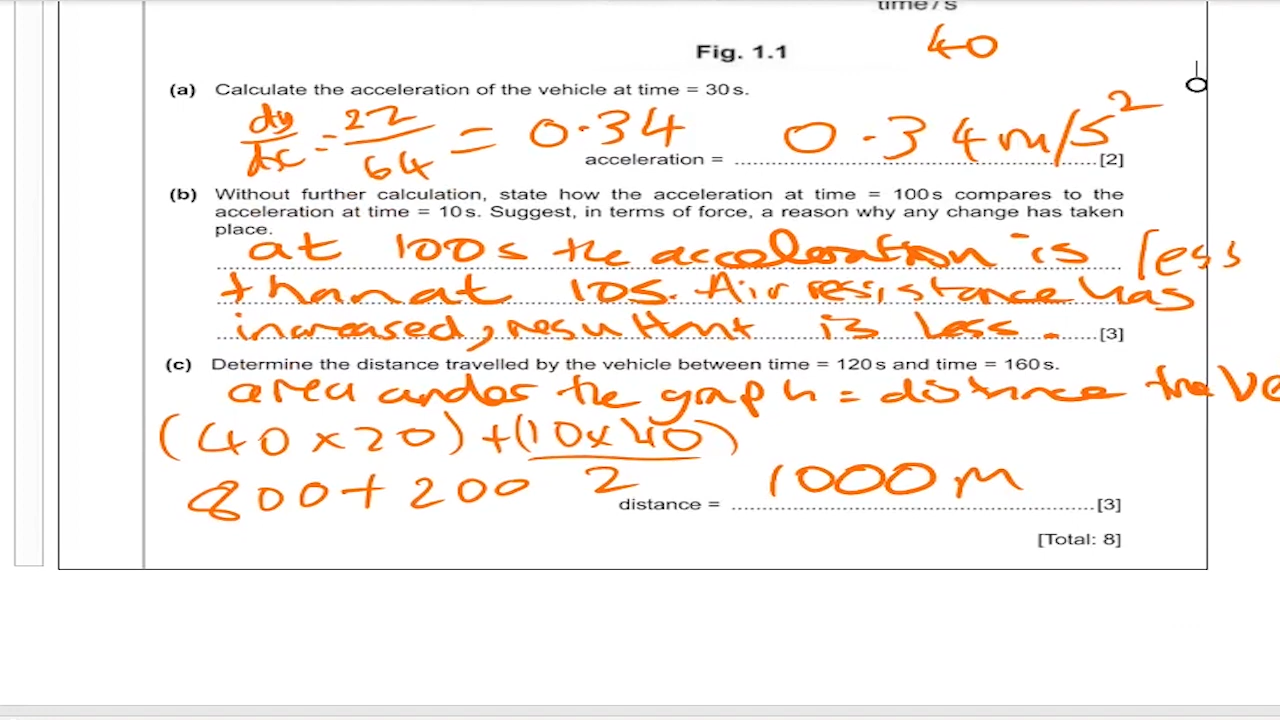 time / s
40
Fig. 1.1
(a) Calculate the acceleration of the vehicle at time = 30 s.
dy/dx = 22/64 = 0.34
acceleration = 0.34 m/s² [2]
(b) Without further calculation, state how the acceleration at time = 100 s compares to the
acceleration at time = 10 s. Suggest, in terms of force, a reason why any change has taken
place.
at 100s the acceleration is less
than at 10s. Air resistance has
increased, resultant is less. [3]
(c) Determine the distance travelled by the vehicle between time = 120 s and time = 160 s.
area under the graph = distance trave
(40 x 20) + (10 x 40)
800 + 200 2
distance = 1000 m [3]
[Total: 8]